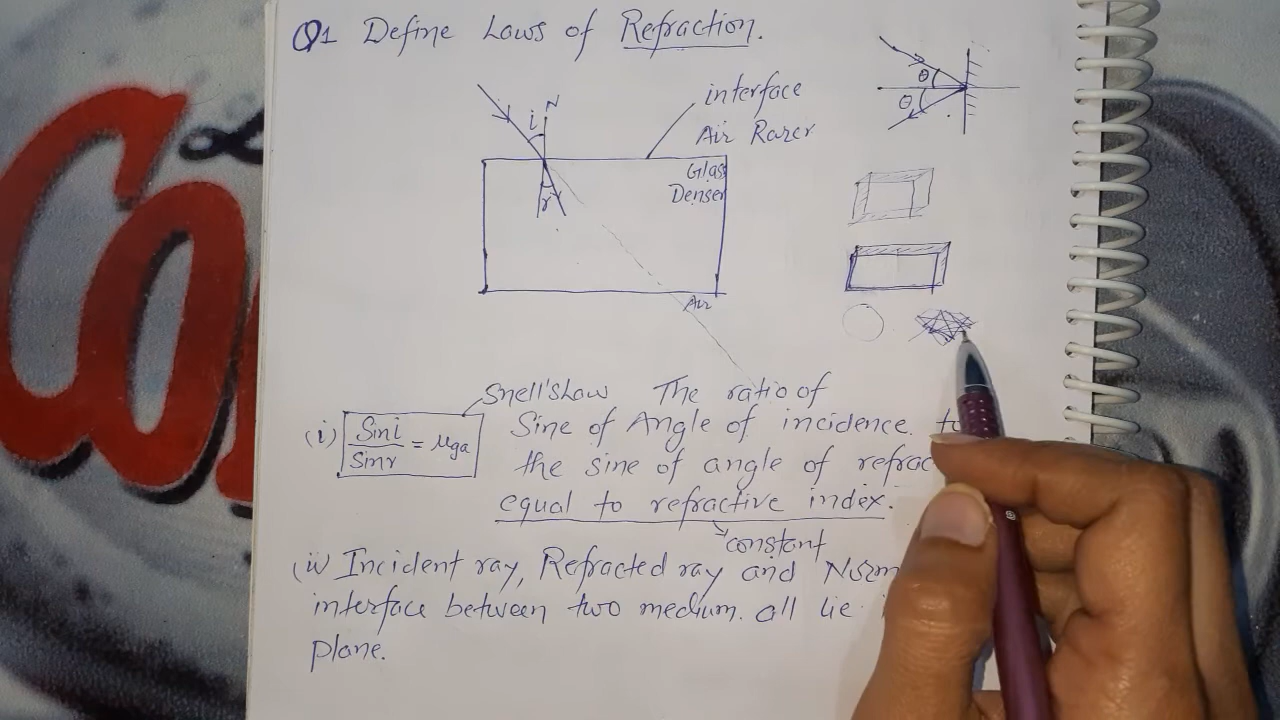 Q1 Define Laws of Refraction.
N
i
interface
θ
θ
Air Rarer
Glass
Denser
r
Air
Snell's Law The ratio of
(i) Sini/Sinr = μga Sine of Angle of incidence to
the sine of angle of refrac
equal to refractive index.
constant
(ii) Incident ray, Refracted ray and Norm
interface between two medium. all lie
plane.